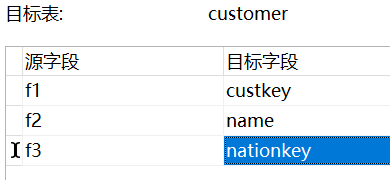 目标表: customer
源字段 目标字段
f1 custkey
f2 name
f3 nationkey